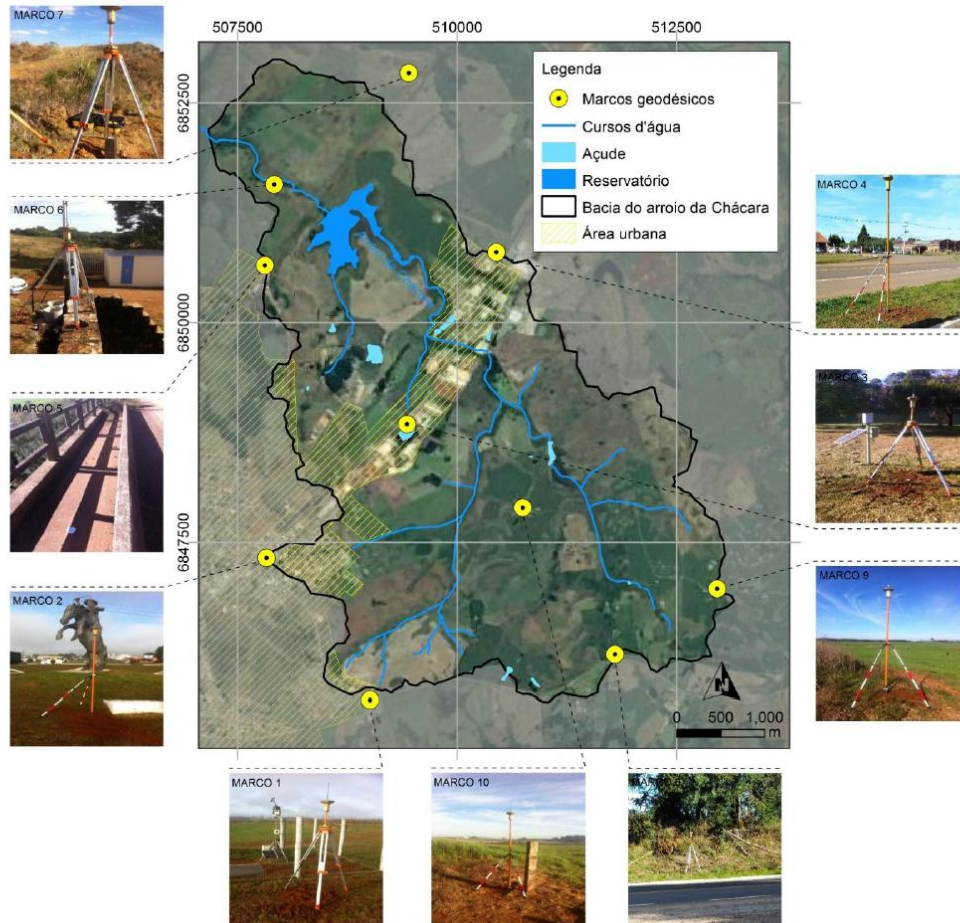 MARCO 7
507500
510000
512500
6852500
6850000
6847500
Legenda
Marcos geodésicos
Cursos d'água
Açude
Reservatório
Bacia do arroio da Chácara
Área urbana
MARCO 6
MARCO 4
MARCO 5
MARCO 3
MARCO 2
MARCO 9
N
0 500 1,000
m
MARCO 1
MARCO 10